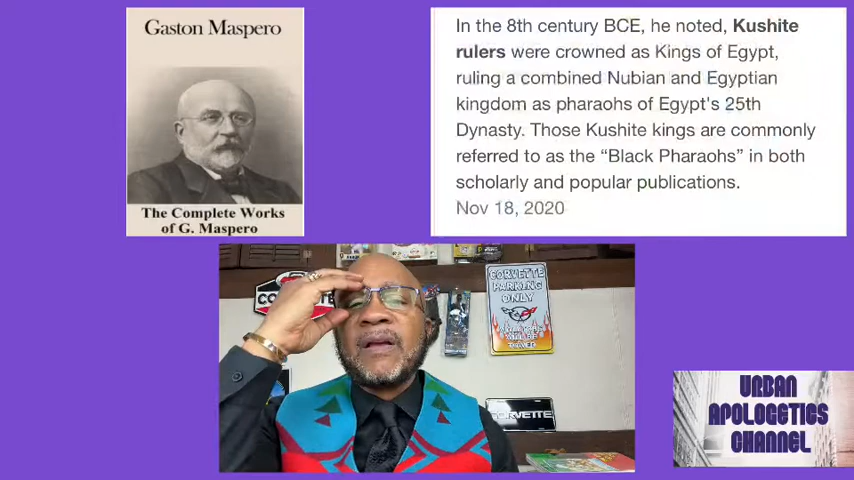 Gaston Maspero
The Complete Works
of G. Maspero
In the 8th century BCE, he noted, Kushite
rulers were crowned as Kings of Egypt,
ruling a combined Nubian and Egyptian
kingdom as pharaohs of Egypt's 25th
Dynasty. Those Kushite kings are commonly
referred to as the “Black Pharaohs” in both
scholarly and popular publications.
Nov 18, 2020
CORVETTE
PARKING
ONLY
CORVETTE
URBAN
APOLOGETICS
CHANNEL